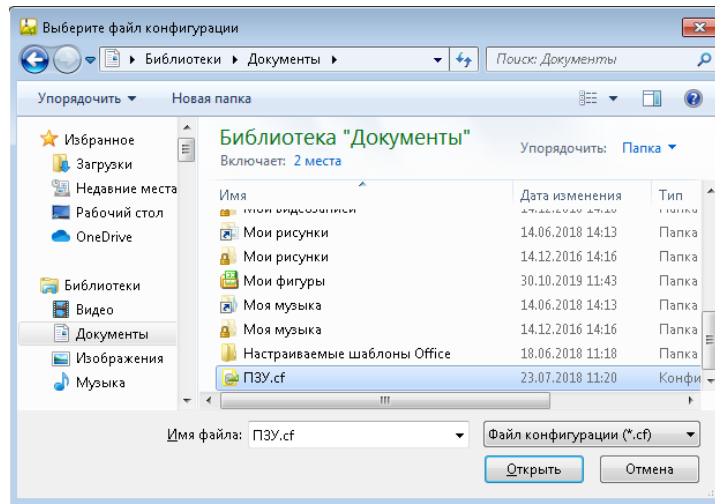 Выберите файл конфигурации
Библиотеки Документы
Поиск: Документы
Упорядочить Новая папка
Избранное
Загрузки
Недавние места
Рабочий стол
OneDrive
Библиотеки
Видео
Документы
Изображения
Музыка
Библиотека "Документы"
Включает: 2 места
Упорядочить: Папка
Имя Дата изменения Тип
Мои рисунки 14.06.2018 14:13 Папка
Мои рисунки 14.12.2016 14:16 Папка
Мои фигуры 30.10.2019 11:43 Папка
Моя музыка 14.06.2018 14:13 Папка
Моя музыка 14.12.2016 14:16 Папка
Настраиваемые шаблоны Office 18.06.2018 11:18 Папка
ПЗУ.cf 23.07.2018 11:20 Конфи
Имя файла: ПЗУ.cf Файл конфигурации (*.cf)
Открыть Отмена